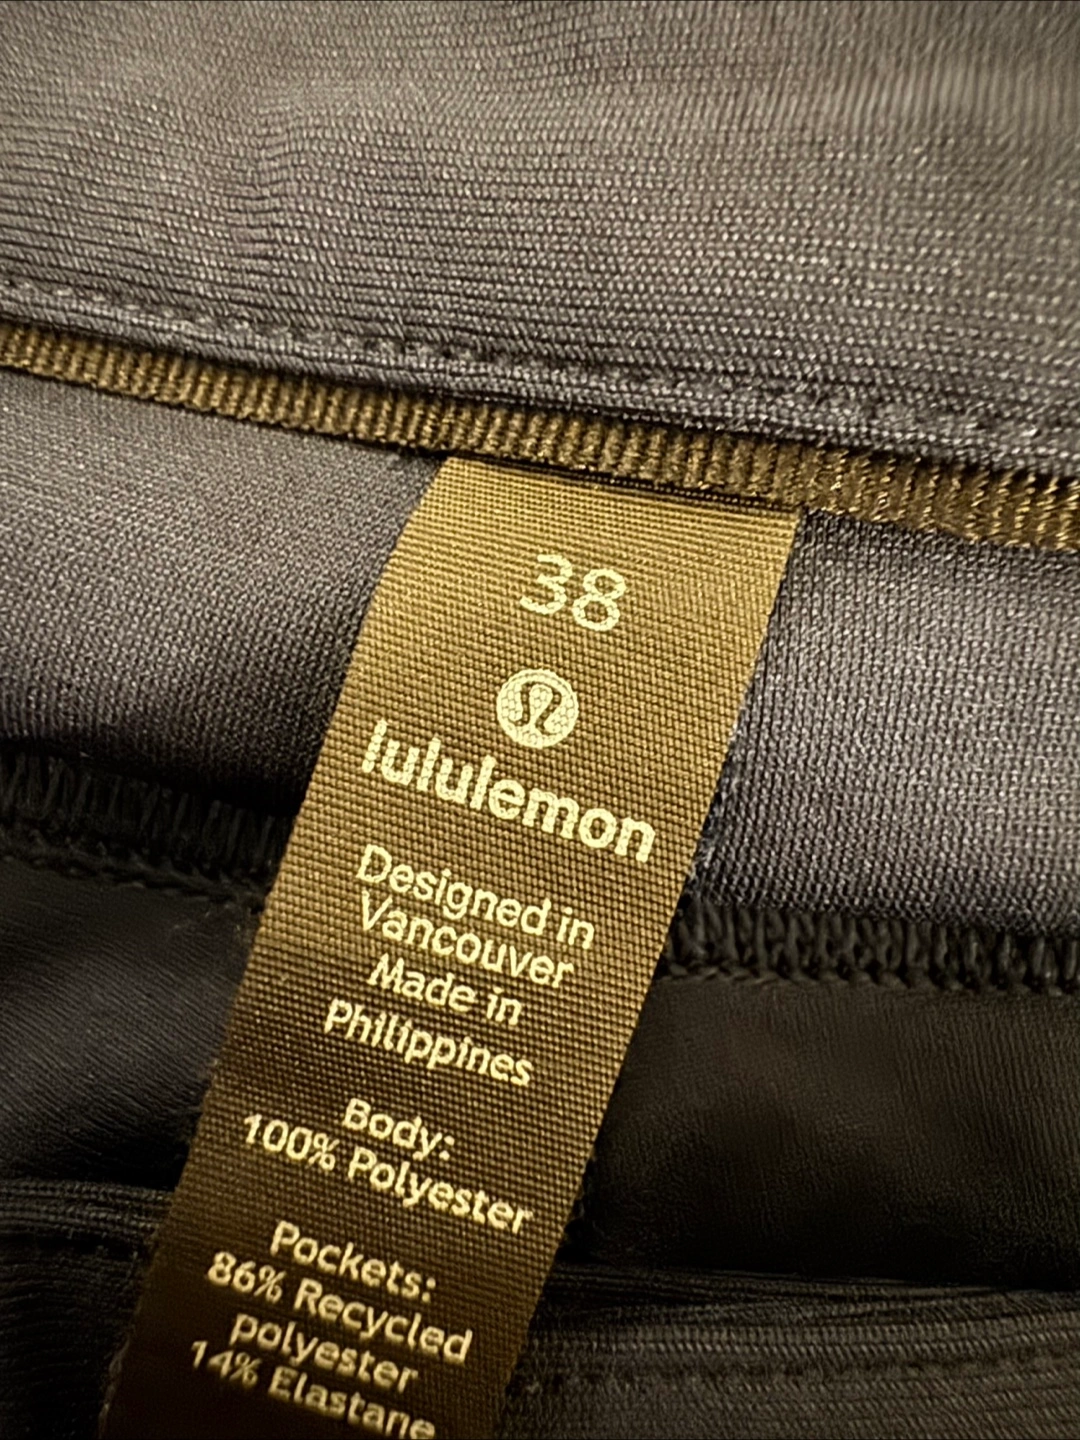 38
lululemon
Designed in
Vancouver
Made in
Philippines
Body:
100% Polyester
Pockets:
86% Recycled
polyester
14% Elastane